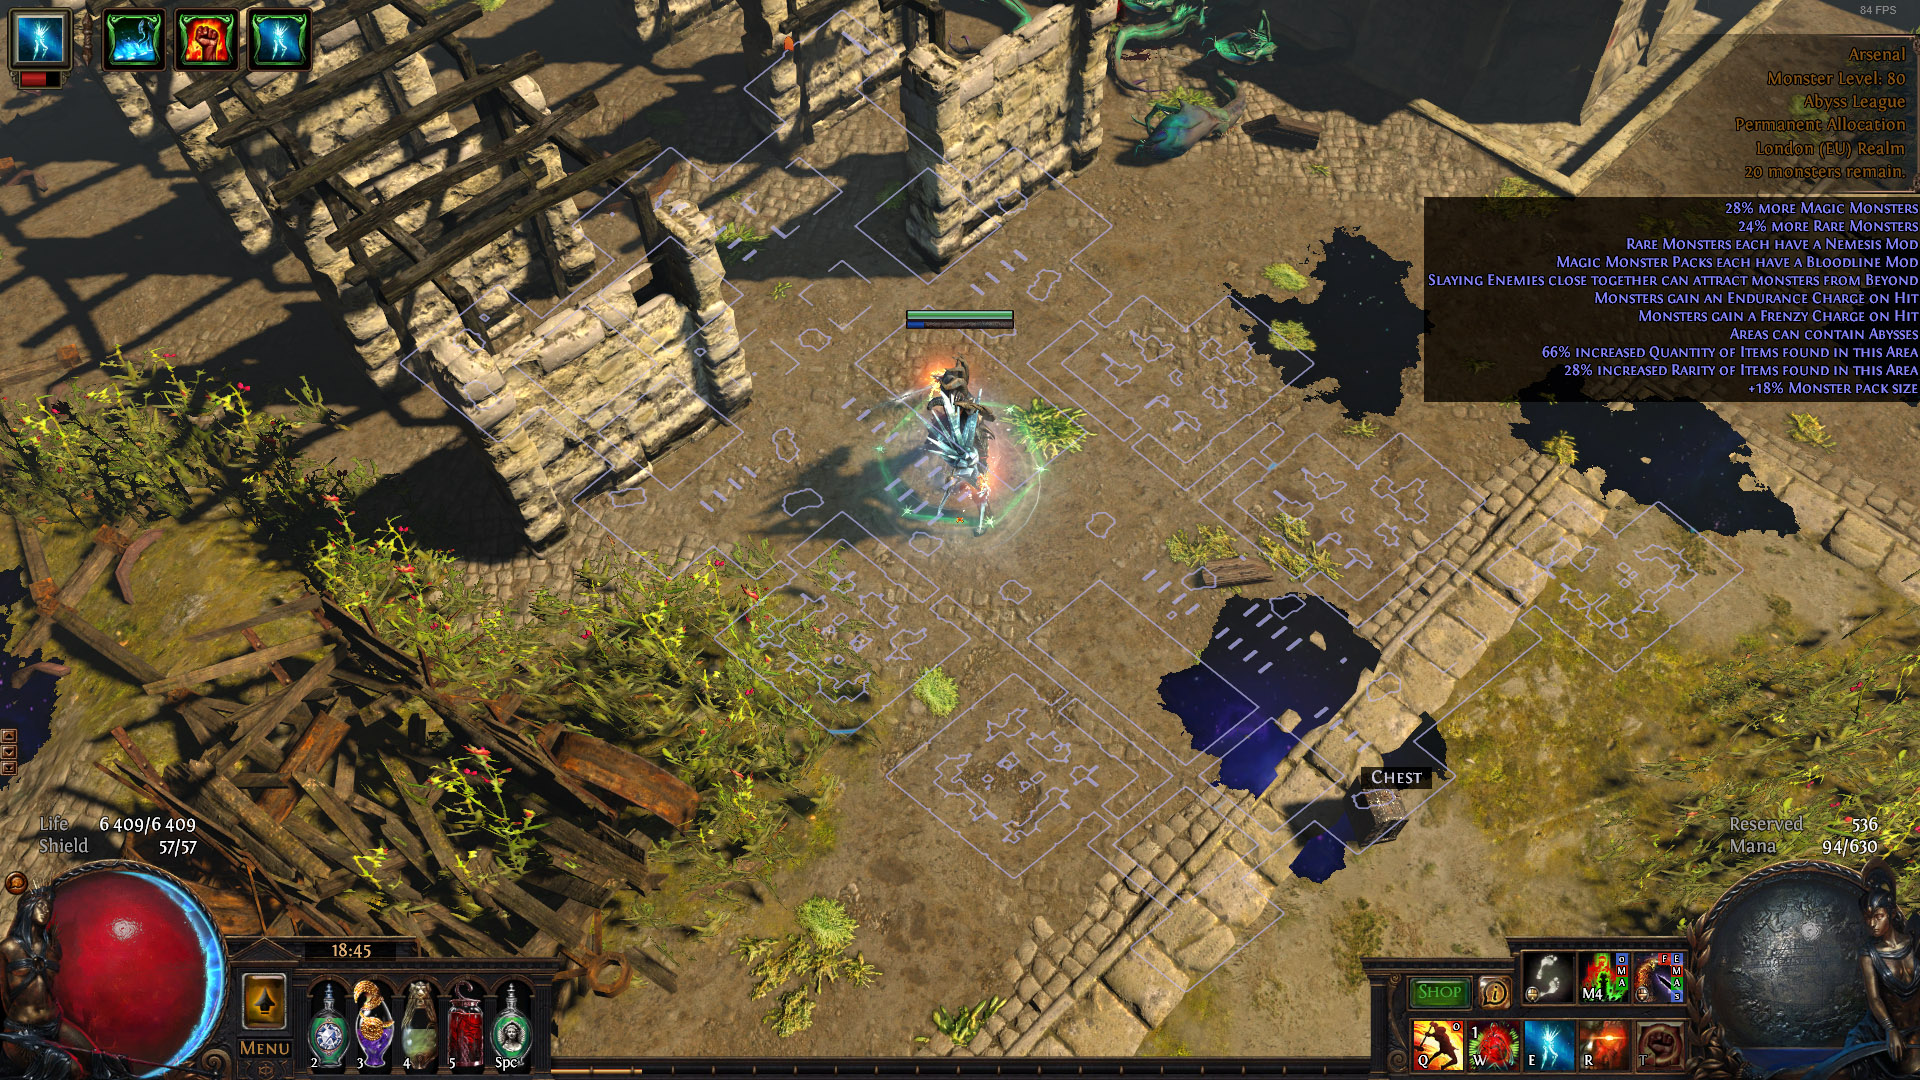 84 FPS
Arsenal
Monster Level: 80
Abyss League
Permanent Allocation
London (EU) Realm
20 monsters remain.
28% more Magic Monsters
24% more Rare Monsters
Rare Monsters each have a Nemesis Mod
Magic Monster Packs each have a Bloodline Mod
Slaying Enemies close together can attract monsters from Beyond
Monsters gain an Endurance Charge on Hit
Monsters gain a Frenzy Charge on Hit
Areas can contain Abysses
66% increased Quantity of Items found in this Area
28% increased Rarity of Items found in this Area
+18% Monster pack size
Chest
Life 6 409/6 409
Shield 57/57
Reserved 536
Mana 94/630
18:45
Menu
2 3 4 5 Spc
Shop
M4
O M A
F E M A S
Q O 1 W E R T